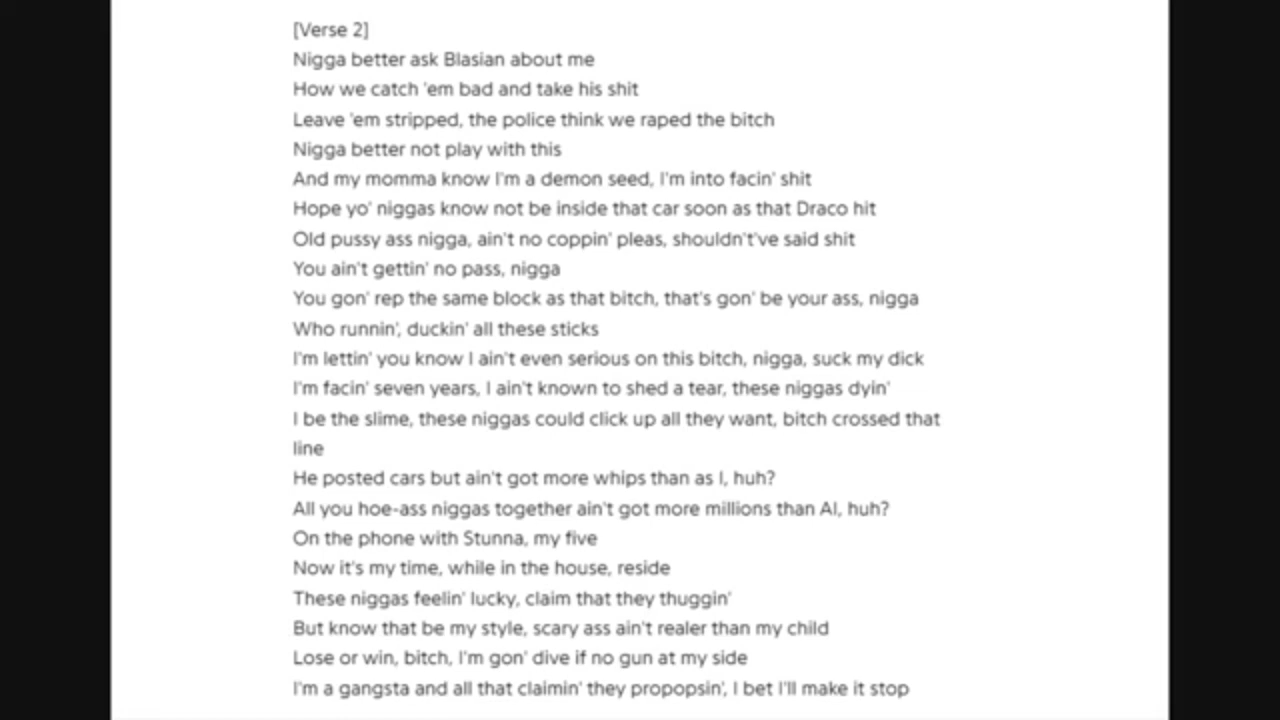 [Verse 2]
Nigga better ask Blasian about me
How we catch 'em bad and take his shit
Leave 'em stripped, the police think we raped the bitch
Nigga better not play with this
And my momma know I'm a demon seed, I'm into facin' shit
Hope yo' niggas know not be inside that car soon as that Draco hit
Old pussy ass nigga, ain't no coppin' pleas, shouldn't've said shit
You ain't gettin' no pass, nigga
You gon' rep the same block as that bitch, that's gon' be your ass, nigga
Who runnin', duckin' all these sticks
I'm lettin' you know I ain't even serious on this bitch, nigga, suck my dick
I'm facin' seven years, I ain't known to shed a tear, these niggas dyin'
I be the slime, these niggas could click up all they want, bitch crossed that
line
He posted cars but ain't got more whips than as I, huh?
All you hoe-ass niggas together ain't got more millions than AI, huh?
On the phone with Stunna, my five
Now it's my time, while in the house, reside
These niggas feelin' lucky, claim that they thuggin'
But know that be my style, scary ass ain't realer than my child
Lose or win, bitch, I'm gon' dive if no gun at my side
I'm a gangsta and all that claimin' they propopsin', I bet I'll make it stop